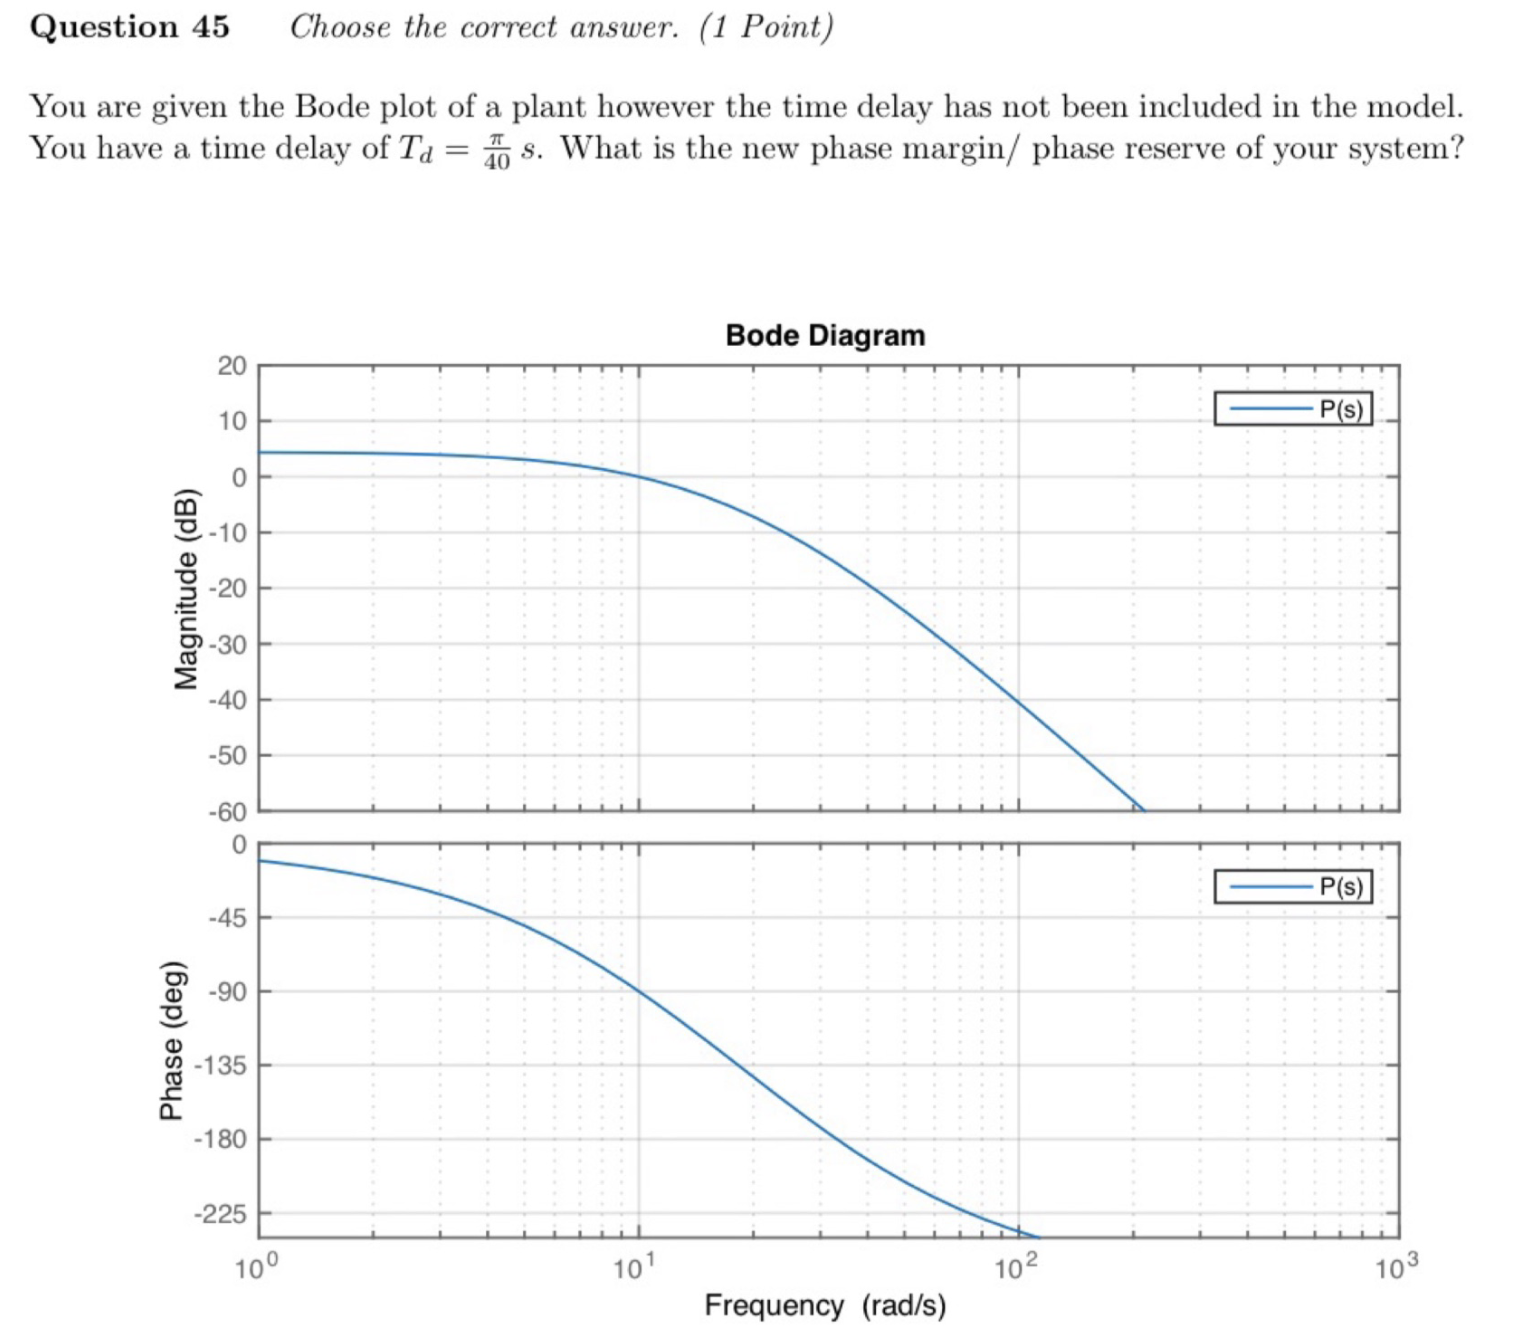 Question 45 Choose the correct answer. (1 Point)
You are given the Bode plot of a plant however the time delay has not been included in the model.
You have a time delay of T_d = π/40 s. What is the new phase margin/ phase reserve of your system?
Bode Diagram
20
10
0
-10
-20
-30
-40
-50
-60
Magnitude (dB)
P(s)
0
-45
-90
-135
-180
-225
Phase (deg)
P(s)
10^0 10^1 10^2 10^3
Frequency (rad/s)